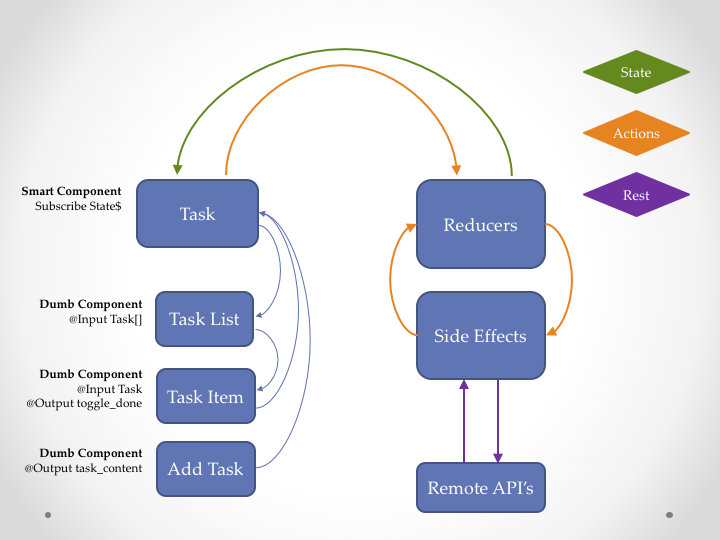 State
Actions
Rest
Smart Component
Subscribe State$
Task
Reducers
Dumb Component
@Input Task[]
Task List
Side Effects
Dumb Component
@Input Task
@Output toggle_done
Task Item
Dumb Component
@Output task_content
Add Task
Remote API’s